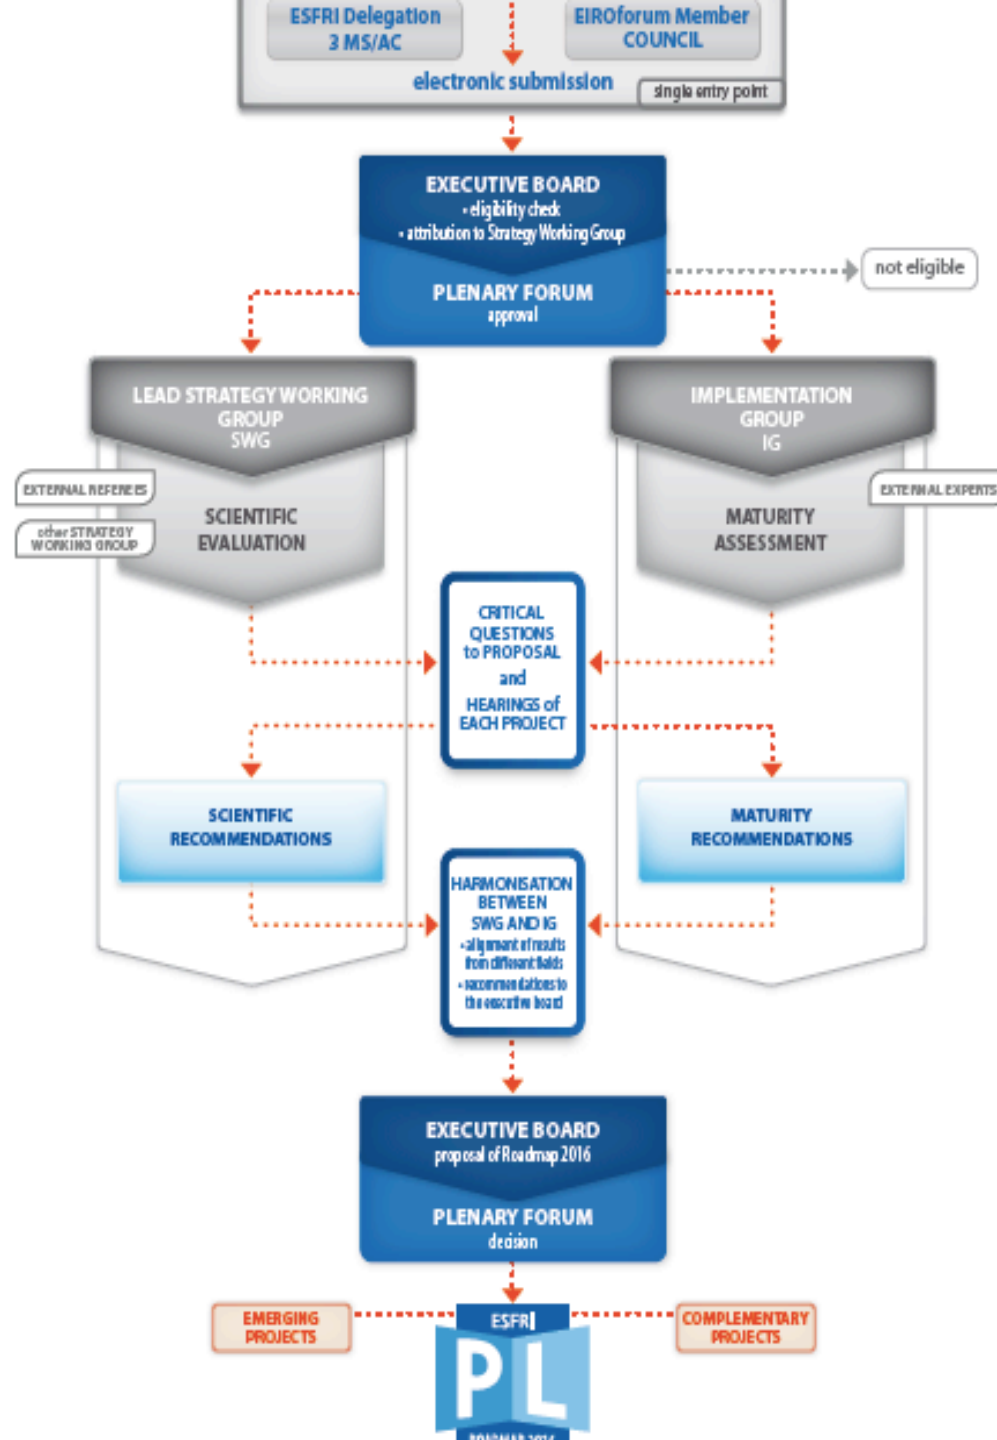 ESFRI Delegation
3 MS/AC
EIROforum Member
COUNCIL
electronic submission
single entry point
EXECUTIVE BOARD
• eligibility check
• attribution to Strategy Working Group
PLENARY FORUM
approval
not eligible
LEAD STRATEGY WORKING
GROUP
SWG
IMPLEMENTATION
GROUP
IG
EXTERNAL REFEREES
other STRATEGY
WORKING GROUP
SCIENTIFIC
EVALUATION
EXTERNAL EXPERTS
MATURITY
ASSESSMENT
CRITICAL
QUESTIONS
to PROPOSAL
and
HEARINGS of
EACH PROJECT
SCIENTIFIC
RECOMMENDATIONS
MATURITY
RECOMMENDATIONS
HARMONISATION
BETWEEN
SWG AND IG
• alignment of results
from different fields
• recommendations to
the executive board
EXECUTIVE BOARD
proposal of Roadmap 2016
PLENARY FORUM
decision
EMERGING
PROJECTS
ESFRI
COMPLEMENTARY
PROJECTS
PL
ROADMAP 2016